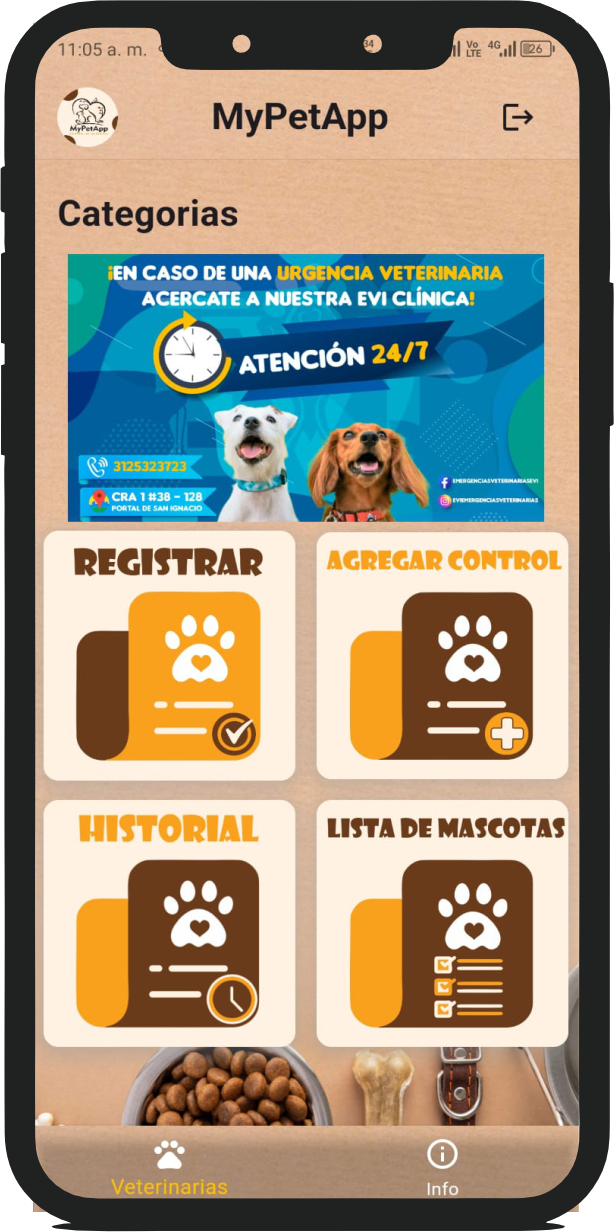 11:05 a. m.
34
Vo
LTE
4G
26
MyPetApp
MyPetApp
Categorias
¡EN CASO DE UNA URGENCIA VETERINARIA
ACERCATE A NUESTRA EVI CLÍNICA!
ATENCIÓN 24/7
3125323723
CRA 1 #38 - 128
PORTAL DE SAN IGNACIO
EMERGENCIASVETERINARIASEVI
EVIEMERGENCIASVETERINARIAS
REGISTRAR
AGREGAR CONTROL
HISTORIAL
LISTA DE MASCOTAS
Veterinarias
Info